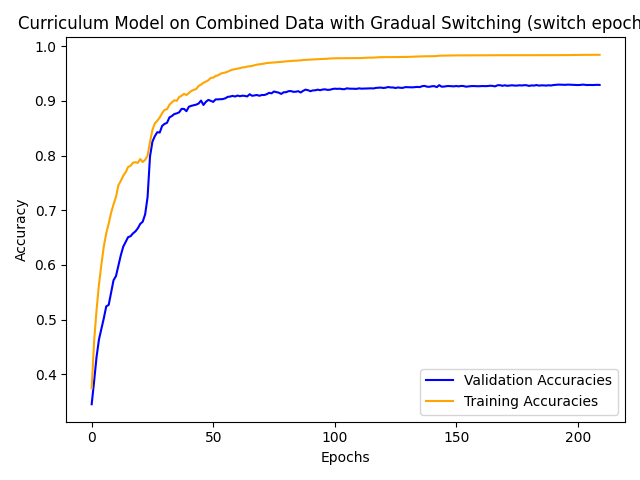 Curriculum Model on Combined Data with Gradual Switching (switch epoch
1.0
0.9
0.8
0.7
0.6
0.5
0.4
Accuracy
Validation Accuracies
Training Accuracies
0 50 100 150 200
Epochs